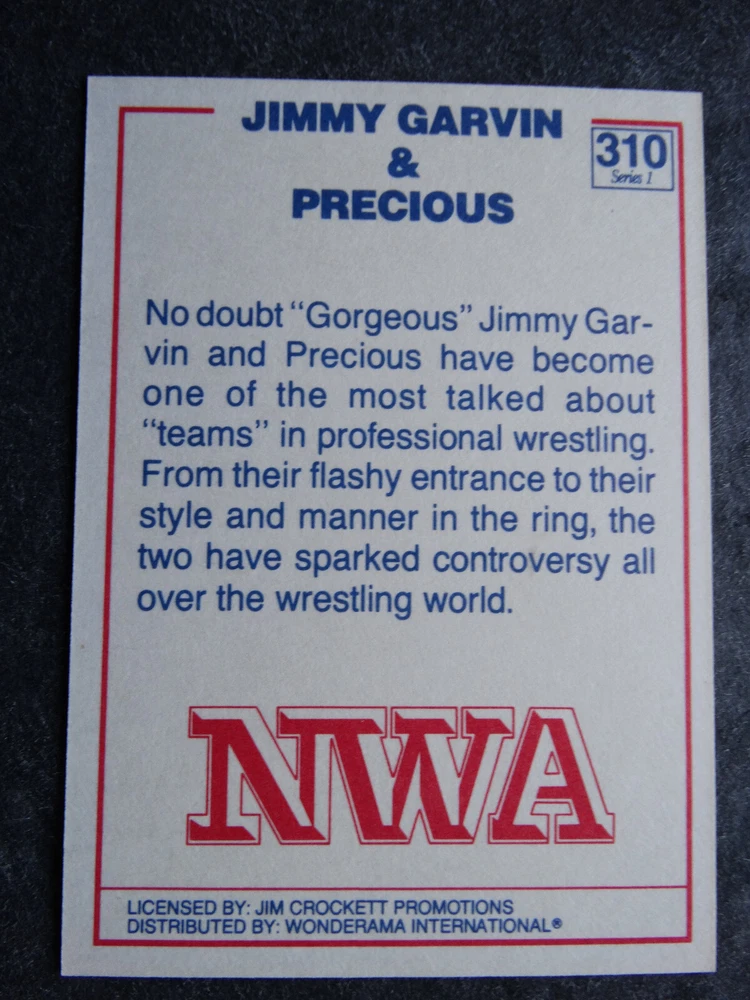 JIMMY GARVIN
&
PRECIOUS
310
Series 1
No doubt "Gorgeous" Jimmy Gar-
vin and Precious have become
one of the most talked about
"teams" in professional wrestling.
From their flashy entrance to their
style and manner in the ring, the
two have sparked controversy all
over the wrestling world.
NWA
LICENSED BY: JIM CROCKETT PROMOTIONS
DISTRIBUTED BY: WONDERAMA INTERNATIONAL®